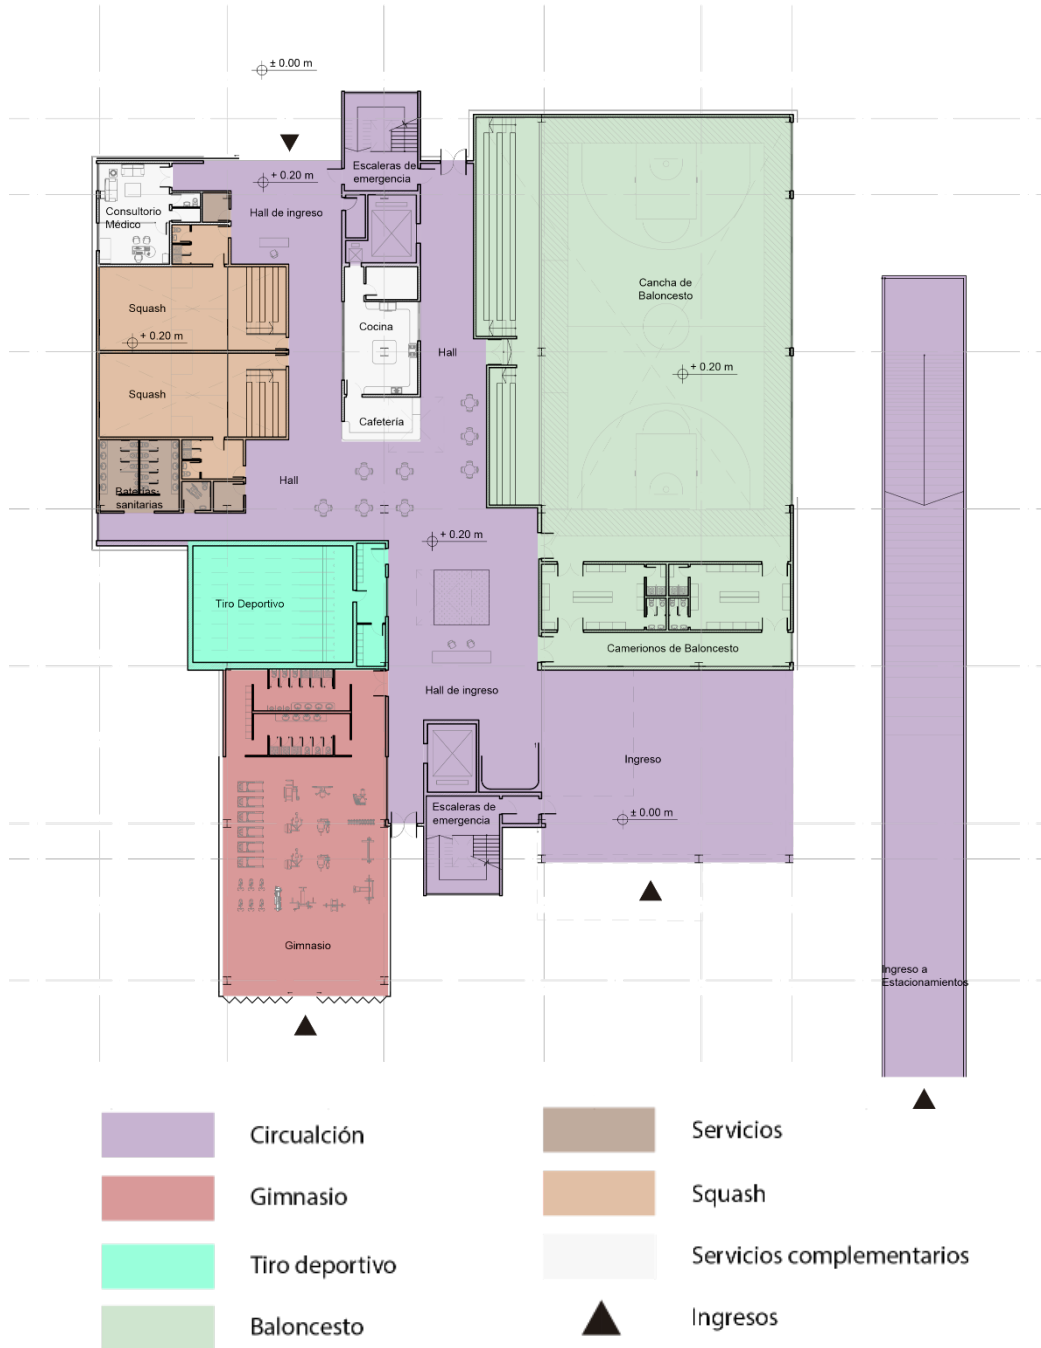 ± 0.00 m
Escaleras de
emergencia
+ 0.20 m
Consultorio
Médico
Hall de ingreso
Squash
+ 0.20 m
Cocina
Hall
Cancha de
Baloncesto
+ 0.20 m
Squash
Cafetería
Hall
Baterias
sanitarias
+ 0.20 m
Tiro Deportivo
Camerionos de Baloncesto
Hall de ingreso
Ingreso
Escaleras de
emergencia
± 0.00 m
Gimnasio
Ingreso a
Estacionamientos
Circualción
Servicios
Gimnasio
Squash
Tiro deportivo
Servicios complementarios
Baloncesto
Ingresos